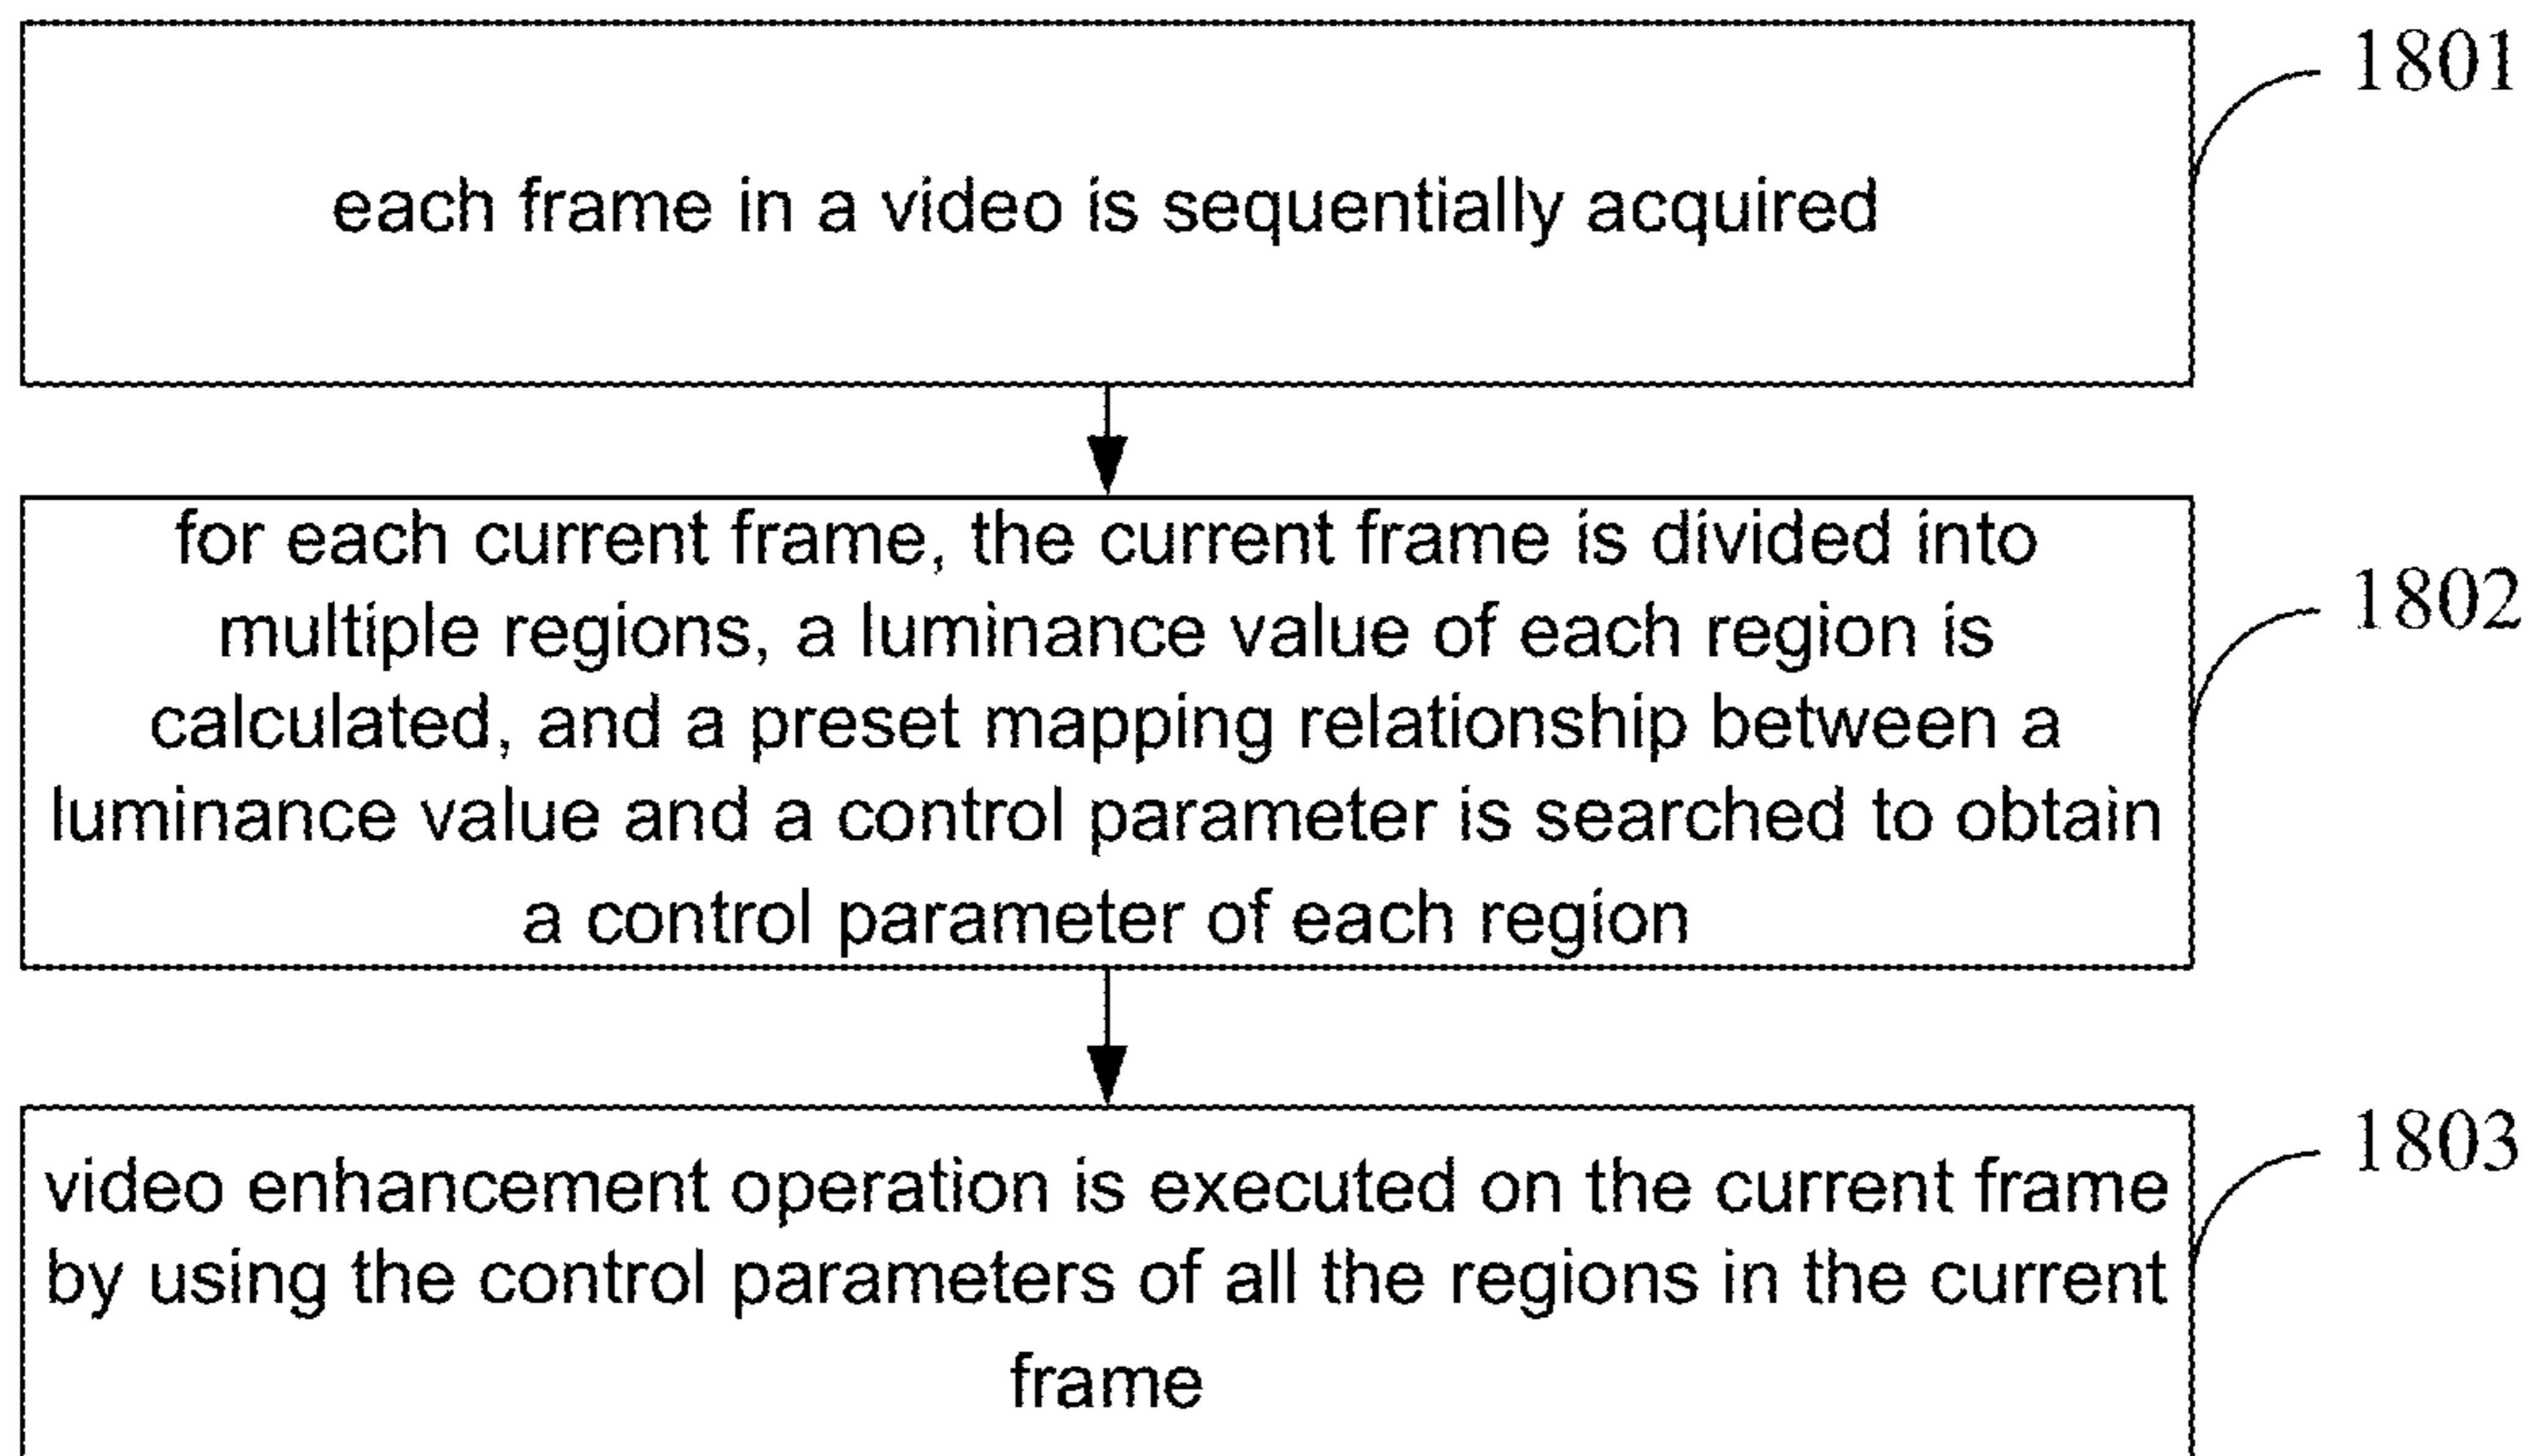 1801
each frame in a video is sequentially acquired
for each current frame, the current frame is divided into
multiple regions, a luminance value of each region is
calculated, and a preset mapping relationship between a
luminance value and a control parameter is searched to obtain
a control parameter of each region
1802
video enhancement operation is executed on the current frame
by using the control parameters of all the regions in the current
frame
1803